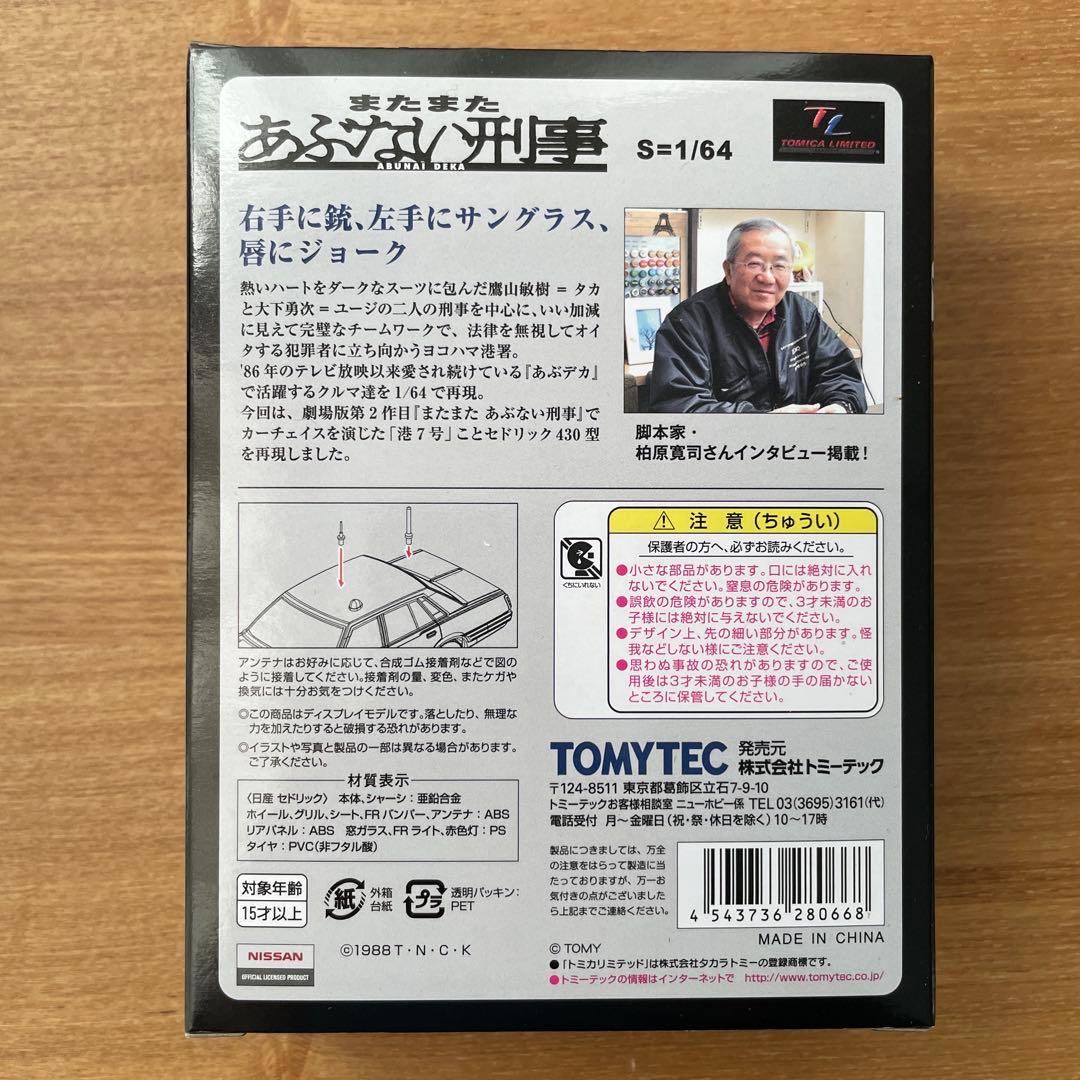 またまた
あぶない刑事
ABUNAI DEKA
S=1/64
TL
TOMICA LIMITED
右手に銃、左手にサングラス、
唇にジョーク
熱いハートをダークなスーツに包んだ鷹山敏樹 = タカ
と大下勇次 = ユージの二人の刑事を中心に、いい加減
に見えて完璧なチームワークで、法律を無視してオイ
タする犯罪者に立ち向かうヨコハマ港署。
'86年のテレビ放映以来愛され続けている『あぶデカ』
で活躍するクルマ達を1/64で再現。
今回は、劇場版第2作目『またまた あぶない刑事』で
カーチェイスを演じた「港7号」ことセドリック430型
を再現しました。
脚本家・
柏原寛司さんインタビュー掲載!
アンテナはお好みに応じて、合成ゴム接着剤などで図の
ように接着してください。接着剤の量、変色、またケガや
換気には十分お気をつけください。
◎この商品はディスプレイモデルです。落としたり、無理な
力を加えたりすると破損する恐れがあります。
◎イラストや写真と製品の一部は異なる場合があります。
ご了承ください。
材質表示
〈日産 セドリック〉 本体、シャーシ:亜鉛合金
ホイール、グリル、シート、FRバンパー、アンテナ:ABS
リアパネル:ABS 窓ガラス、FRライト、赤色灯:PS
タイヤ:PVC(非フタル酸)
対象年齢
15才以上
紙
外箱
台紙
プラ
透明パッキン:
PET
NISSAN
OFFICIAL LICENSED PRODUCT
©1988 T・N・C・K
くちにいれない
⚠ 注 意(ちゅうい)
保護者の方へ、必ずお読みください。
●小さな部品があります。口には絶対に入れ
ないでください。窒息の危険があります。
●誤飲の危険がありますので、3才未満のお
子様には絶対に与えないでください。
●デザイン上、先の細い部分があります。怪
我などしない様にご注意ください。
●思わぬ事故の恐れがありますので、ご使
用後は3才未満のお子様の手の届かない
ところに保管してください。
TOMYTEC
発売元
株式会社トミーテック
〒124-8511 東京都葛飾区立石7-9-10
トミーテックお客様相談室 ニューホビー係 TEL 03(3695)3161(代)
電話受付 月〜金曜日(祝・祭・休日を除く)10〜17時
製品につきましては、万全
の注意をはらって製造に当
たっておりますが、万一お
気付きの点がございました
ら上記までご連絡ください。
4 543736 280668
MADE IN CHINA
© TOMY
●「トミカリミテッド」は株式会社タカラトミーの登録商標です。
●トミーテックの情報はインターネットで http://www.tomytec.co.jp/